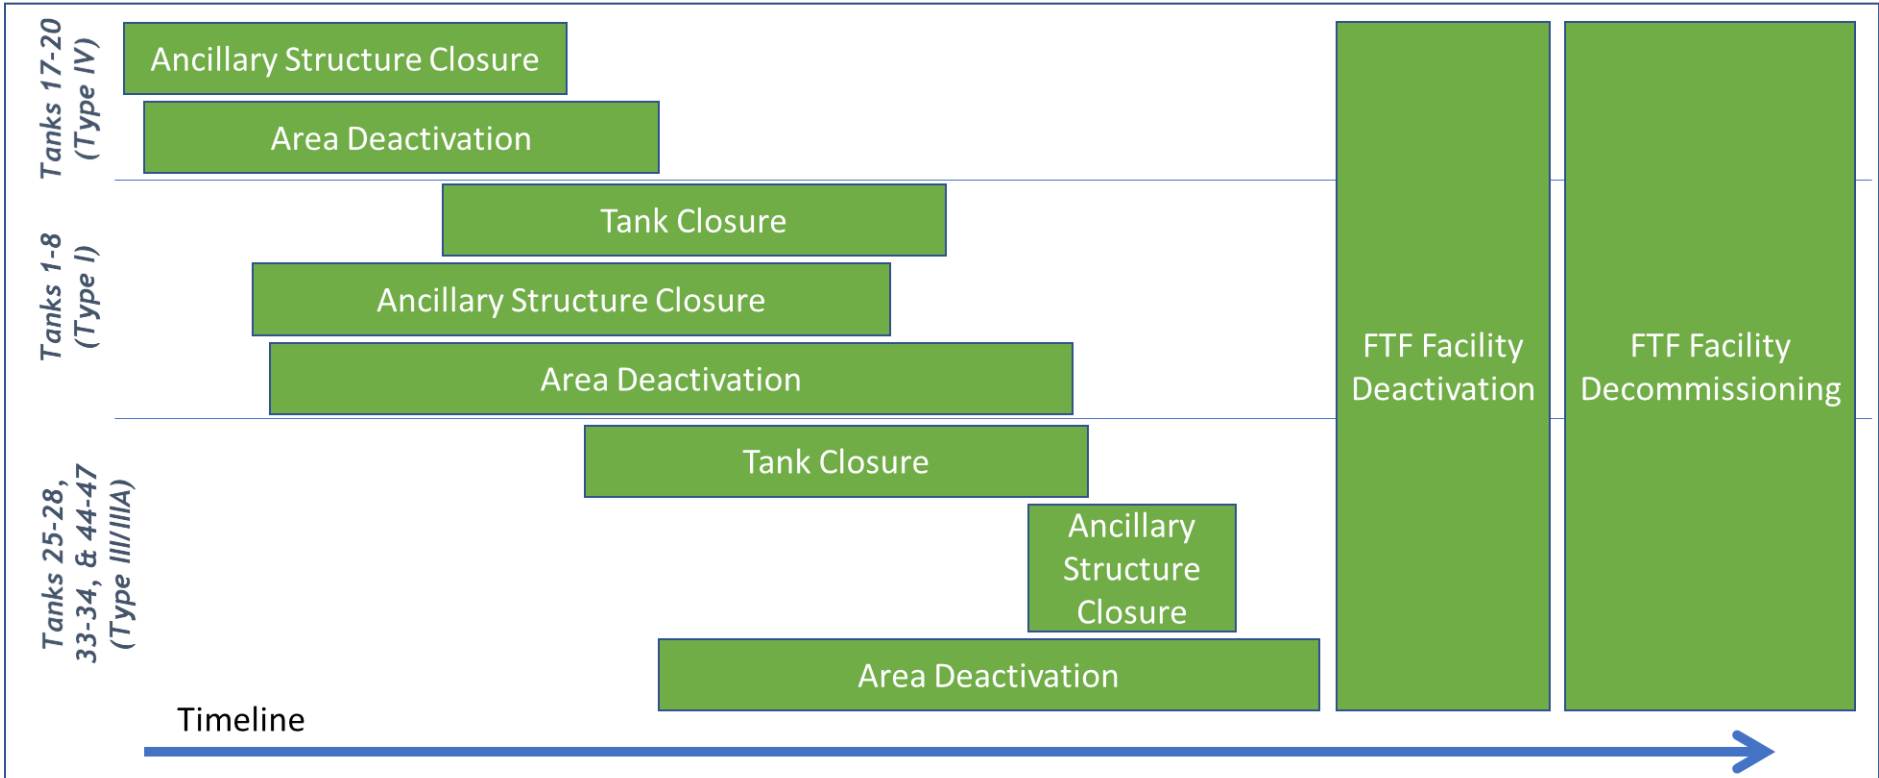 Tanks 17-20
(Type IV)
Ancillary Structure Closure
Area Deactivation
Tanks 1-8
(Type I)
Tank Closure
Ancillary Structure Closure
Area Deactivation
Tanks 25-28,
33-34, & 44-47
(Type III/IIIA)
Tank Closure
Ancillary
Structure
Closure
Area Deactivation
FTF Facility
Deactivation
FTF Facility
Decommissioning
Timeline